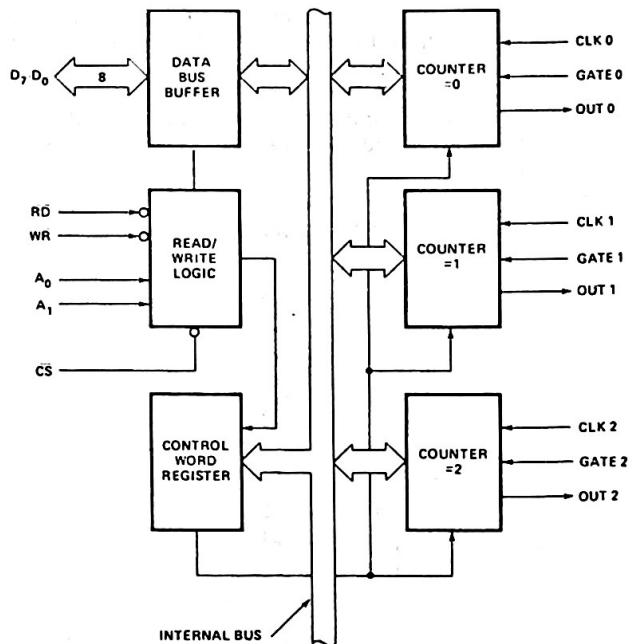 D7-D0
8
DATA
BUS
BUFFER
COUNTER
=0
CLK 0
GATE 0
OUT 0
RD
WR
A0
A1
CS
READ/
WRITE
LOGIC
COUNTER
=1
CLK 1
GATE 1
OUT 1
CONTROL
WORD
REGISTER
COUNTER
=2
CLK 2
GATE 2
OUT 2
INTERNAL BUS